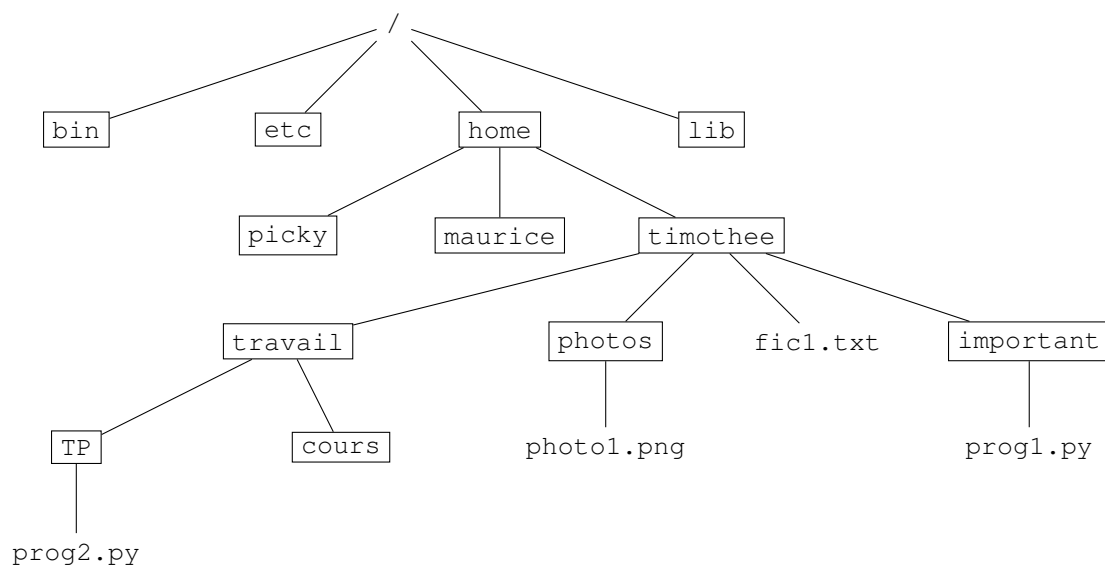 /
bin etc home lib
picky maurice timothee
travail photos fic1.txt important
TP cours photo1.png prog1.py
prog2.py